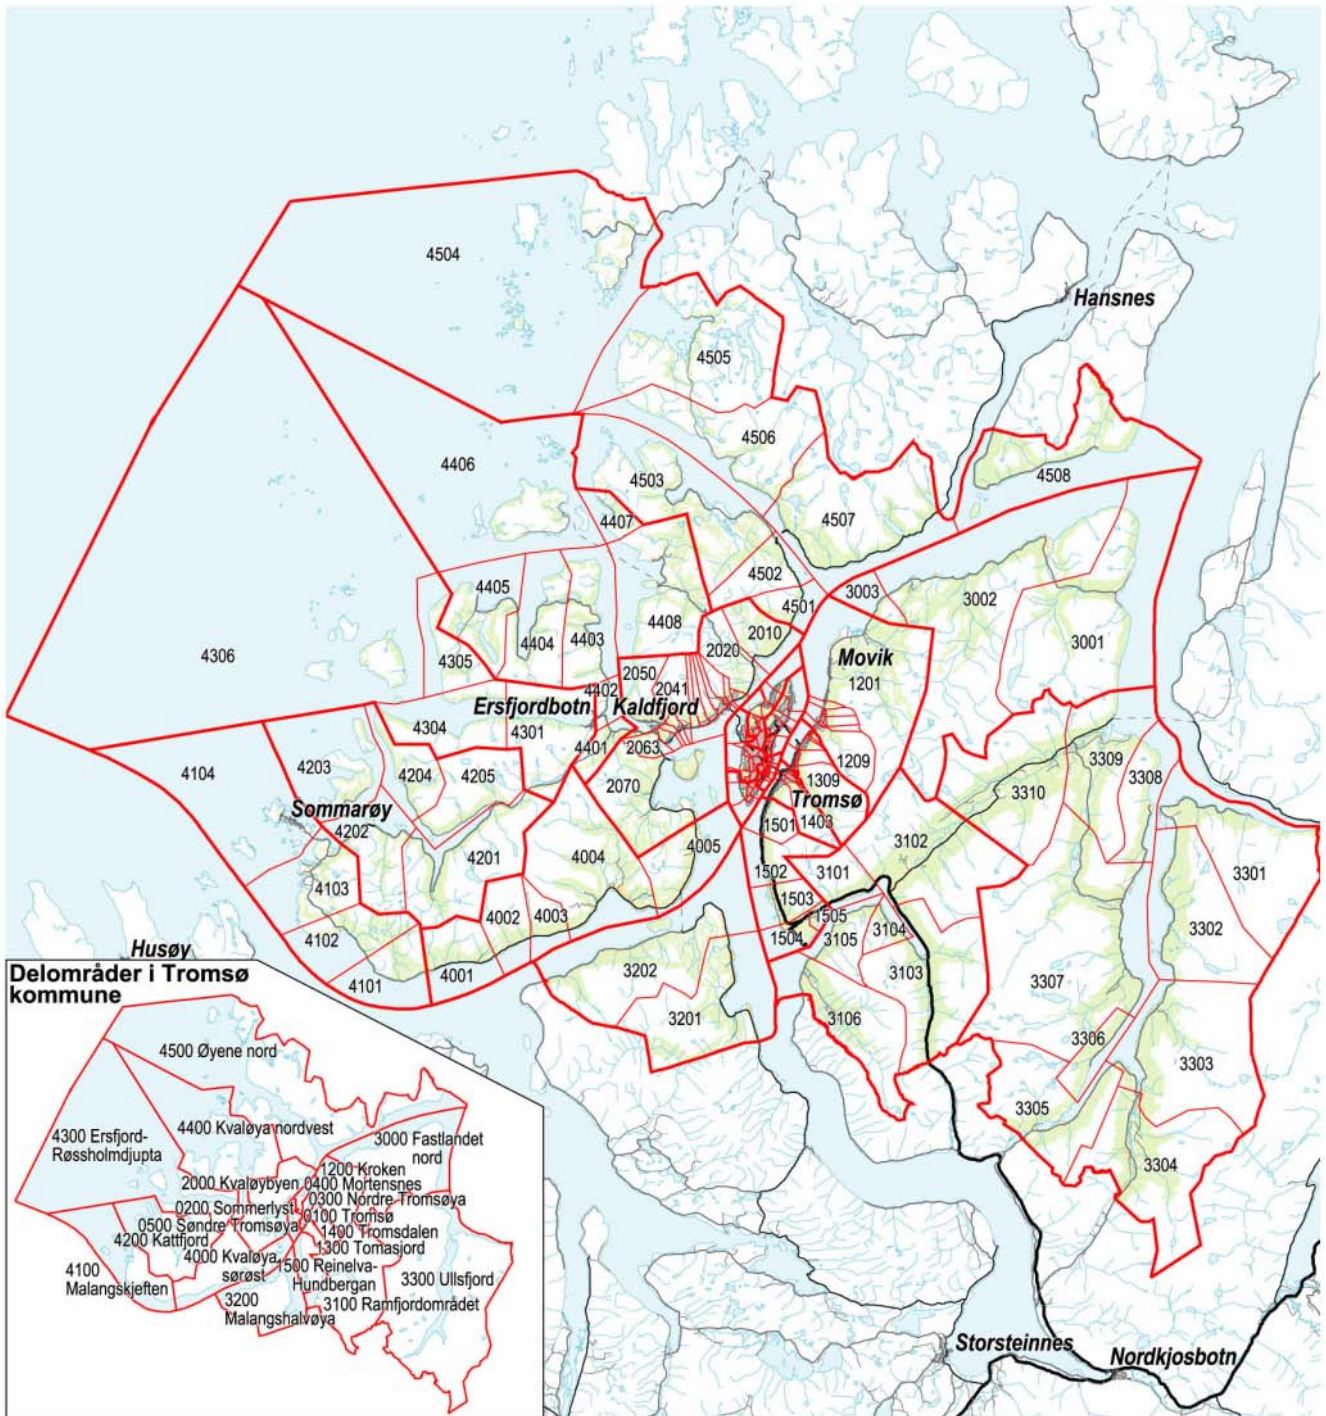 4504
Hansnes
4505
4506
4406
4503
4508
4507
4407
4502
4405
3003
3002
4501
4408
2010
4404
4403
2020
3001
4306
4305
Movik
2050
1201
4402
2041
Ersfjordbotn
Kaldfjord
4304
4301
4401
2063
1209
3309
4104
4203
3308
4204
4205
2070
1309
3310
Sommarøy
Tromsø
1501
1403
4202
4005
3102
4201
4004
1502
3101
3301
4103
1503
4002
4003
1505
3302
3104
4102
1504
3105
Husøy
3202
3103
4001
4101
3307
3201
3106
3306
3303
3305
3304
Delområder i Tromsø
kommune
4500 Øyene nord
4400 Kvaløya nordvest
4300 Ersfjord-
Røssholmdjupta
3000 Fastlandet
nord
1200 Kroken
2000 Kvaløybyen
0400 Mortensnes
0300 Nordre Tromsøya
0200 Sommerlyst
0100 Tromsø
0500 Søndre Tromsøya
1400 Tromsdalen
4200 Kattfjord
1300 Tomasjord
4000 Kvaløya
sørøst
4100
Malangskjeften
1500 Reinelva-
Hundbergan
3300 Ullsfjord
3200
Malangshalvøya
3100 Ramfjordområdet
Storsteinnes
Nordkjosbotn